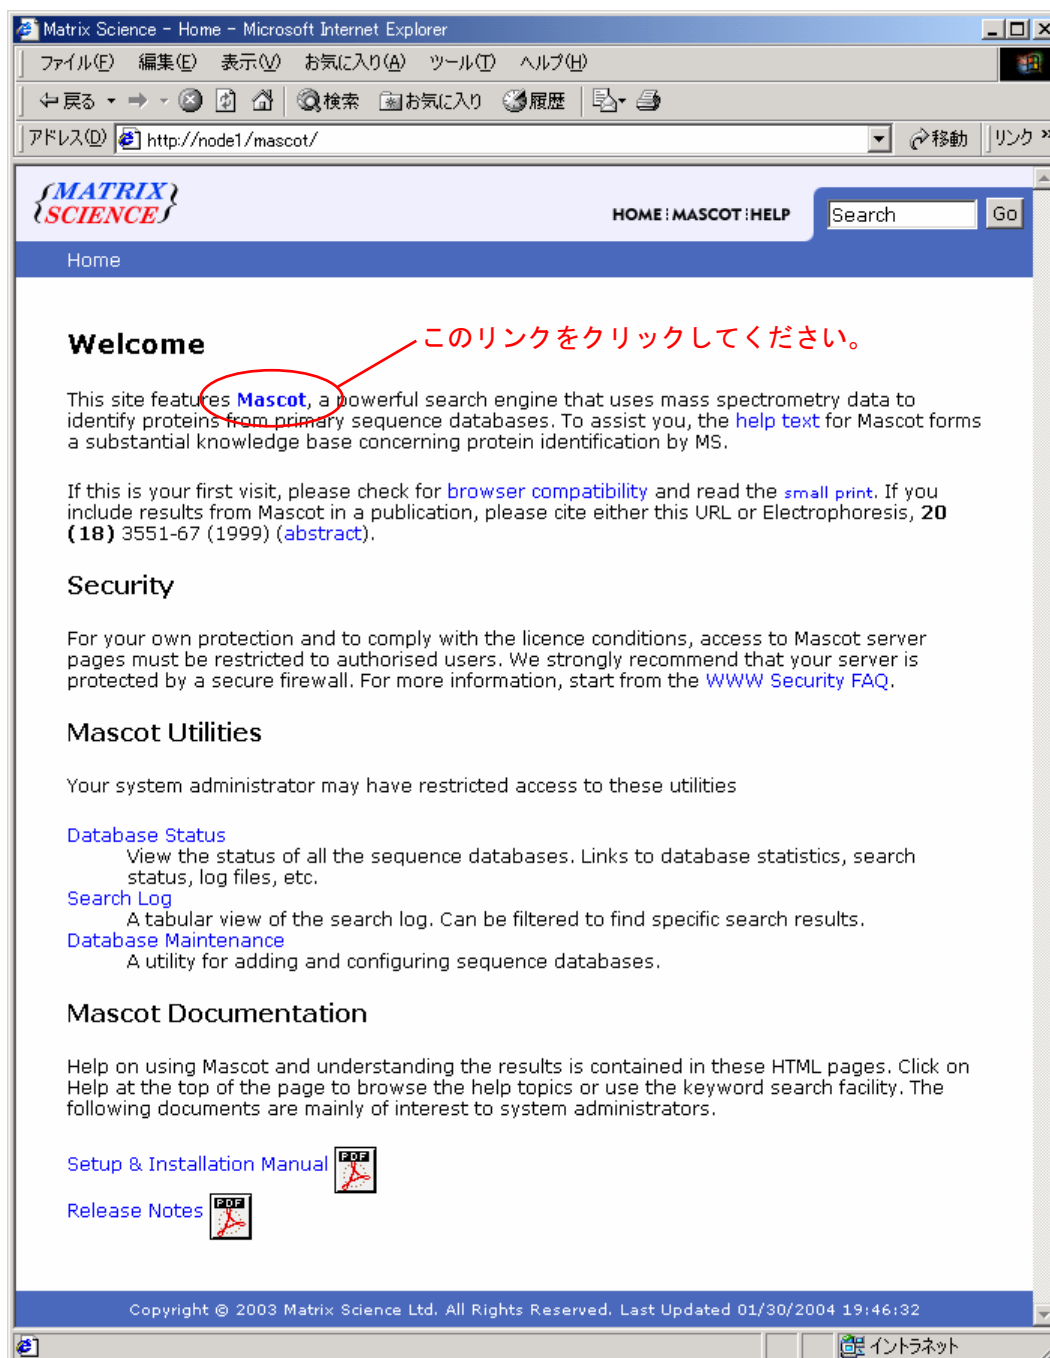 Matrix Science - Home - Microsoft Internet Explorer
ファイル(F) 編集(E) 表示(V) お気に入り(A) ツール(T) ヘルプ(H)
戻る 検索 お気に入り 履歴
アドレス(D) http://node1/mascot/ 移動 リンク »
{MATRIX}
{SCIENCE}
HOME MASCOT HELP Search Go
Home
Welcome
このリンクをクリックしてください。
This site features Mascot, a powerful search engine that uses mass spectrometry data to
identify proteins from primary sequence databases. To assist you, the help text for Mascot forms
a substantial knowledge base concerning protein identification by MS.
If this is your first visit, please check for browser compatibility and read the small print. If you
include results from Mascot in a publication, please cite either this URL or Electrophoresis, 20
(18) 3551-67 (1999) (abstract).
Security
For your own protection and to comply with the licence conditions, access to Mascot server
pages must be restricted to authorised users. We strongly recommend that your server is
protected by a secure firewall. For more information, start from the WWW Security FAQ.
Mascot Utilities
Your system administrator may have restricted access to these utilities
Database Status
View the status of all the sequence databases. Links to database statistics, search
status, log files, etc.
Search Log
A tabular view of the search log. Can be filtered to find specific search results.
Database Maintenance
A utility for adding and configuring sequence databases.
Mascot Documentation
Help on using Mascot and understanding the results is contained in these HTML pages. Click on
Help at the top of the page to browse the help topics or use the keyword search facility. The
following documents are mainly of interest to system administrators.
Setup & Installation Manual PDF
Release Notes PDF
Copyright © 2003 Matrix Science Ltd. All Rights Reserved. Last Updated 01/30/2004 19:46:32
イントラネット